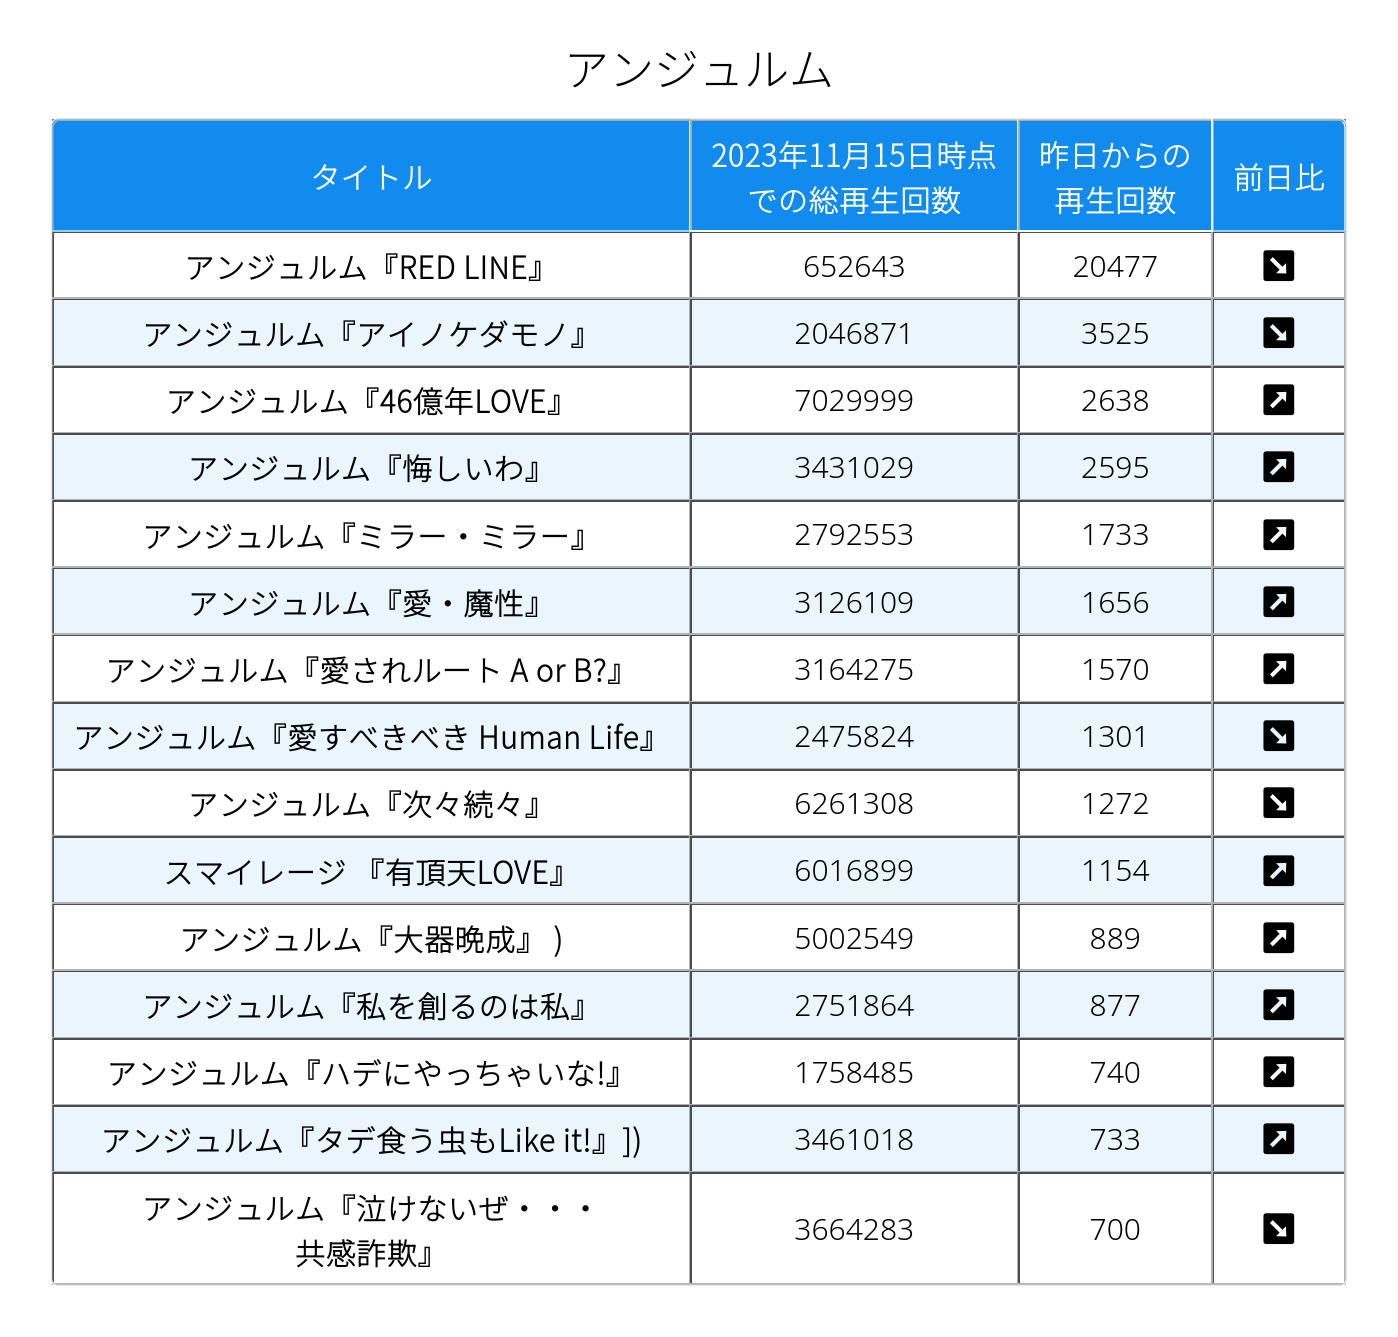 アンジュルム
タイトル 2023年11月15日時点での総再生回数 昨日からの再生回数 前日比
アンジュルム『RED LINE』 652643 20477 ↘
アンジュルム『アイノケダモノ』 2046871 3525 ↘
アンジュルム『46億年LOVE』 7029999 2638 ↗
アンジュルム『悔しいわ』 3431029 2595 ↗
アンジュルム『ミラー・ミラー』 2792553 1733 ↗
アンジュルム『愛・魔性』 3126109 1656 ↗
アンジュルム『愛されルート A or B?』 3164275 1570 ↗
アンジュルム『愛すべきべき Human Life』 2475824 1301 ↘
アンジュルム『次々続々』 6261308 1272 ↘
スマイレージ 『有頂天LOVE』 6016899 1154 ↗
アンジュルム『大器晩成』 ) 5002549 889 ↗
アンジュルム『私を創るのは私』 2751864 877 ↗
アンジュルム『ハデにやっちゃいな!』 1758485 740 ↗
アンジュルム『タデ食う虫もLike it!』]) 3461018 733 ↗
アンジュルム『泣けないぜ・・・共感詐欺』 3664283 700 ↘